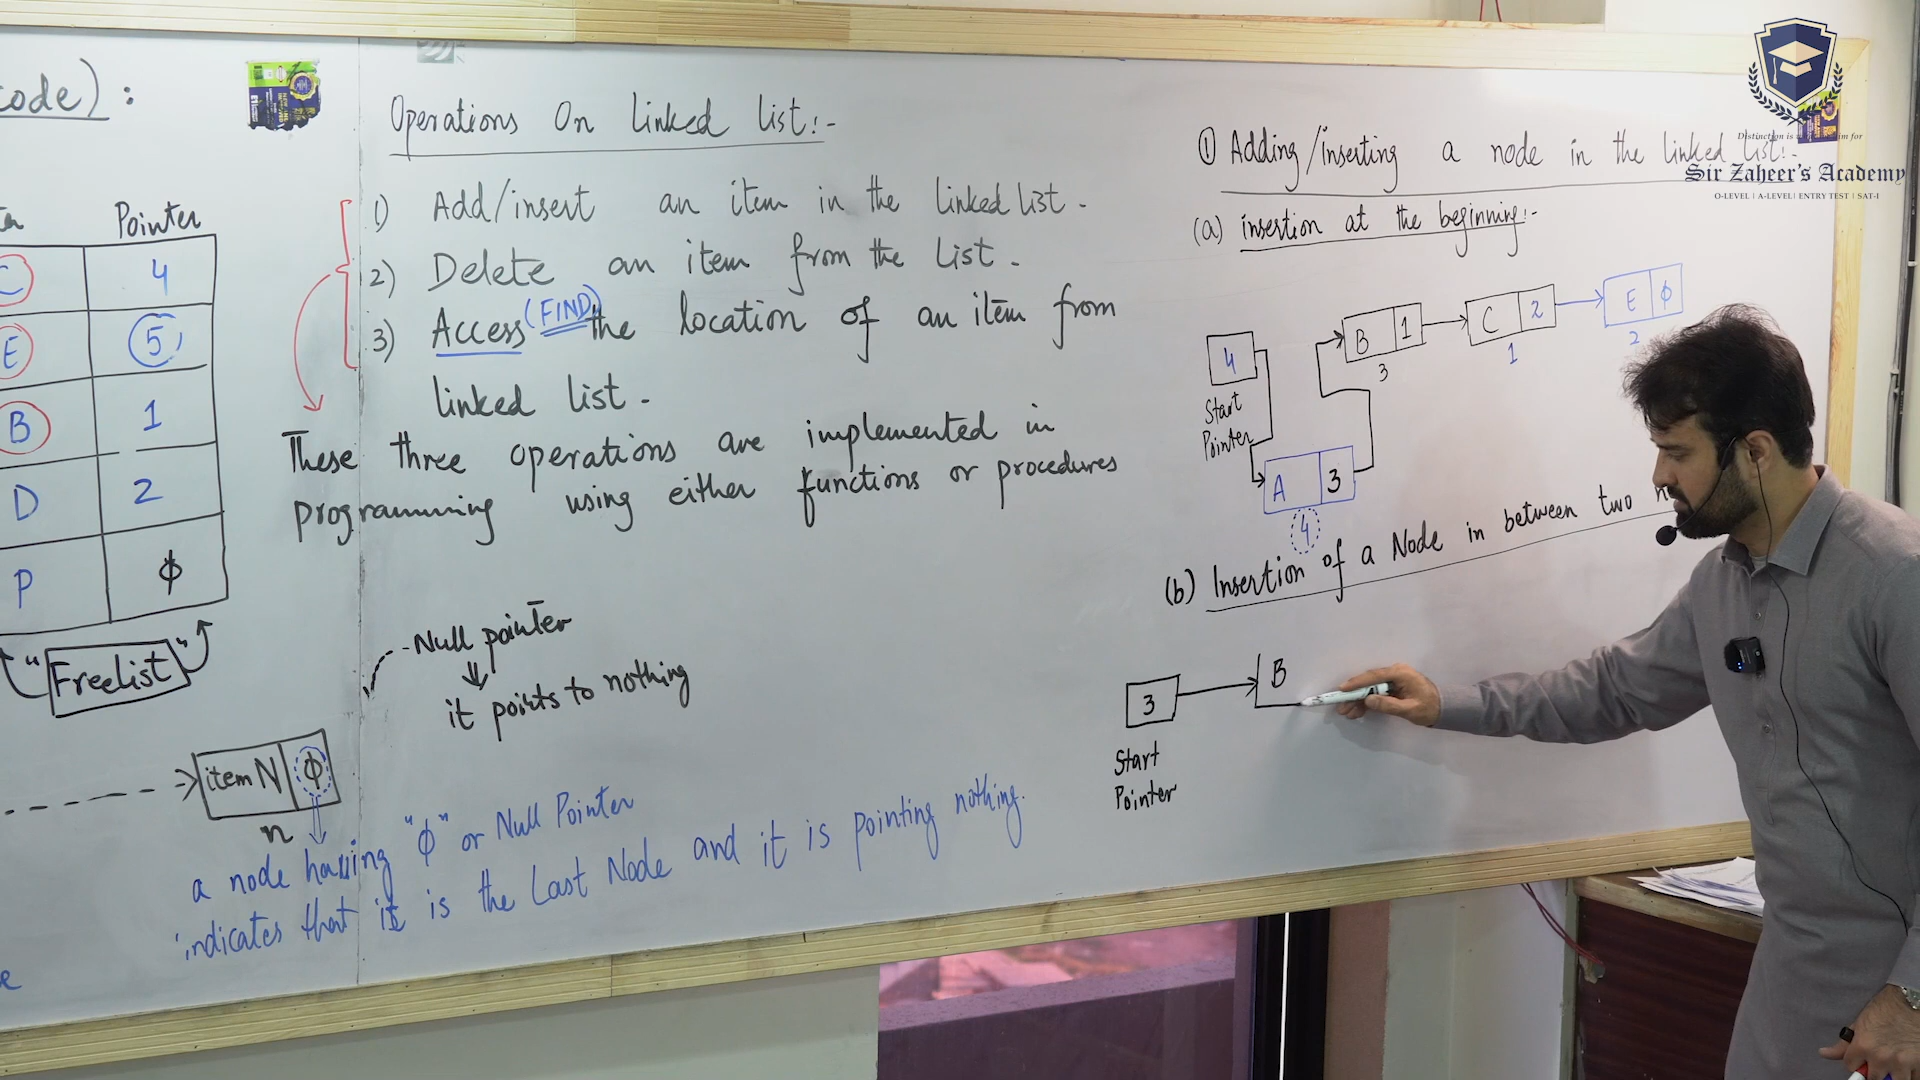 code) :
Pointer
C 4
E 5
B 1
D 2
P φ
"Freelist"
item N φ
n
Operations On linked list:-
1) Add/insert an item in the linked list.
2) Delete an item from the list.
3) Access (FIND) the location of an item from
linked list.
These three operations are implemented in
programming using either functions or procedures
Null pointer
it points to nothing
a node having "φ" or Null Pointer
indicates that it is the Last Node and it is pointing nothing.
① Adding/inserting a node in the linked list:-
(a) insertion at the beginning:-
4
Start
Pointer
B 1
3
C 2
1
E φ
2
A 3
4
(b) Insertion of a Node in between two
3
B
Start
Pointer
Sir Zaheer's Academy
O-LEVEL | A-LEVEL | ENTRY TEST | SAT-I